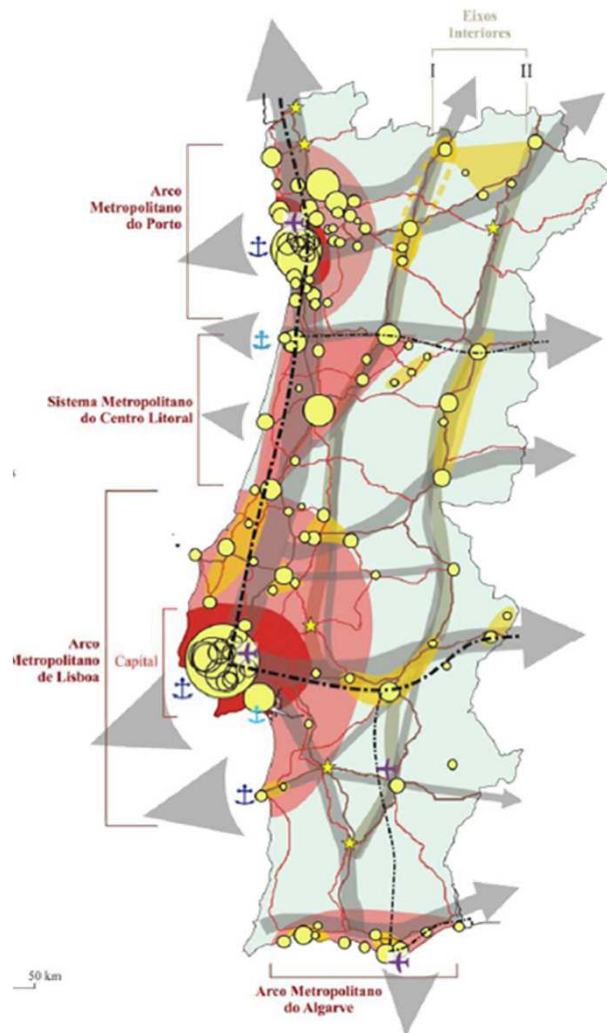 Eixos
Interiores
I II
Arco
Metropolitano
do Porto
Sistema Metropolitano
do Centro Litoral
Arco
Metropolitano
de Lisboa
Capital
50 km
Arco Metropolitano
do Algarve